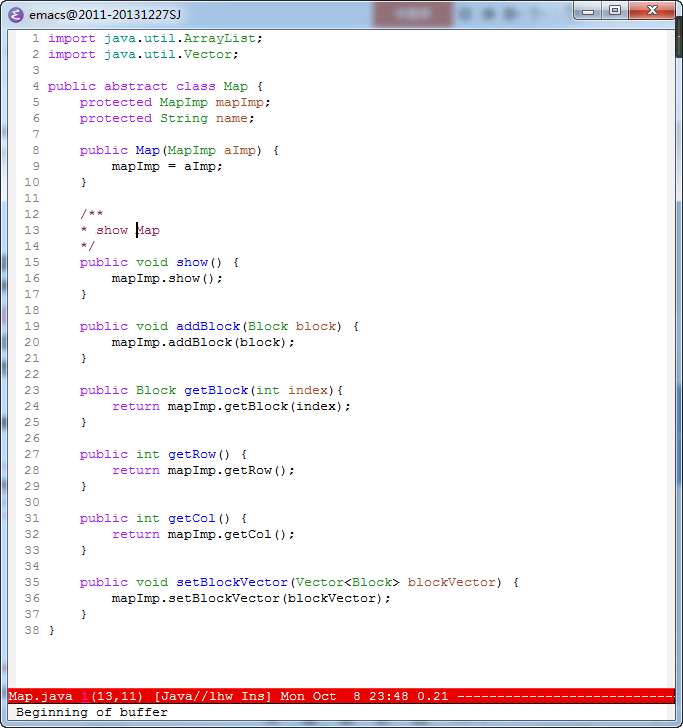 emacs@2011-20131227SJ
1 import java.util.ArrayList;
2 import java.util.Vector;
3
4 public abstract class Map {
5     protected MapImp mapImp;
6     protected String name;
7
8     public Map(MapImp aImp) {
9         mapImp = aImp;
10     }
11
12     /**
13     * show Map
14     */
15     public void show() {
16         mapImp.show();
17     }
18
19     public void addBlock(Block block) {
20         mapImp.addBlock(block);
21     }
22
23     public Block getBlock(int index){
24         return mapImp.getBlock(index);
25     }
26
27     public int getRow() {
28         return mapImp.getRow();
29     }
30
31     public int getCol() {
32         return mapImp.getCol();
33     }
34
35     public void setBlockVector(Vector<Block> blockVector) {
36         mapImp.setBlockVector(blockVector);
37     }
38 }
Map.java 1(13,11) [Java//lhw Ins] Mon Oct  8 23:48 0.21 ---------------------------
Beginning of buffer